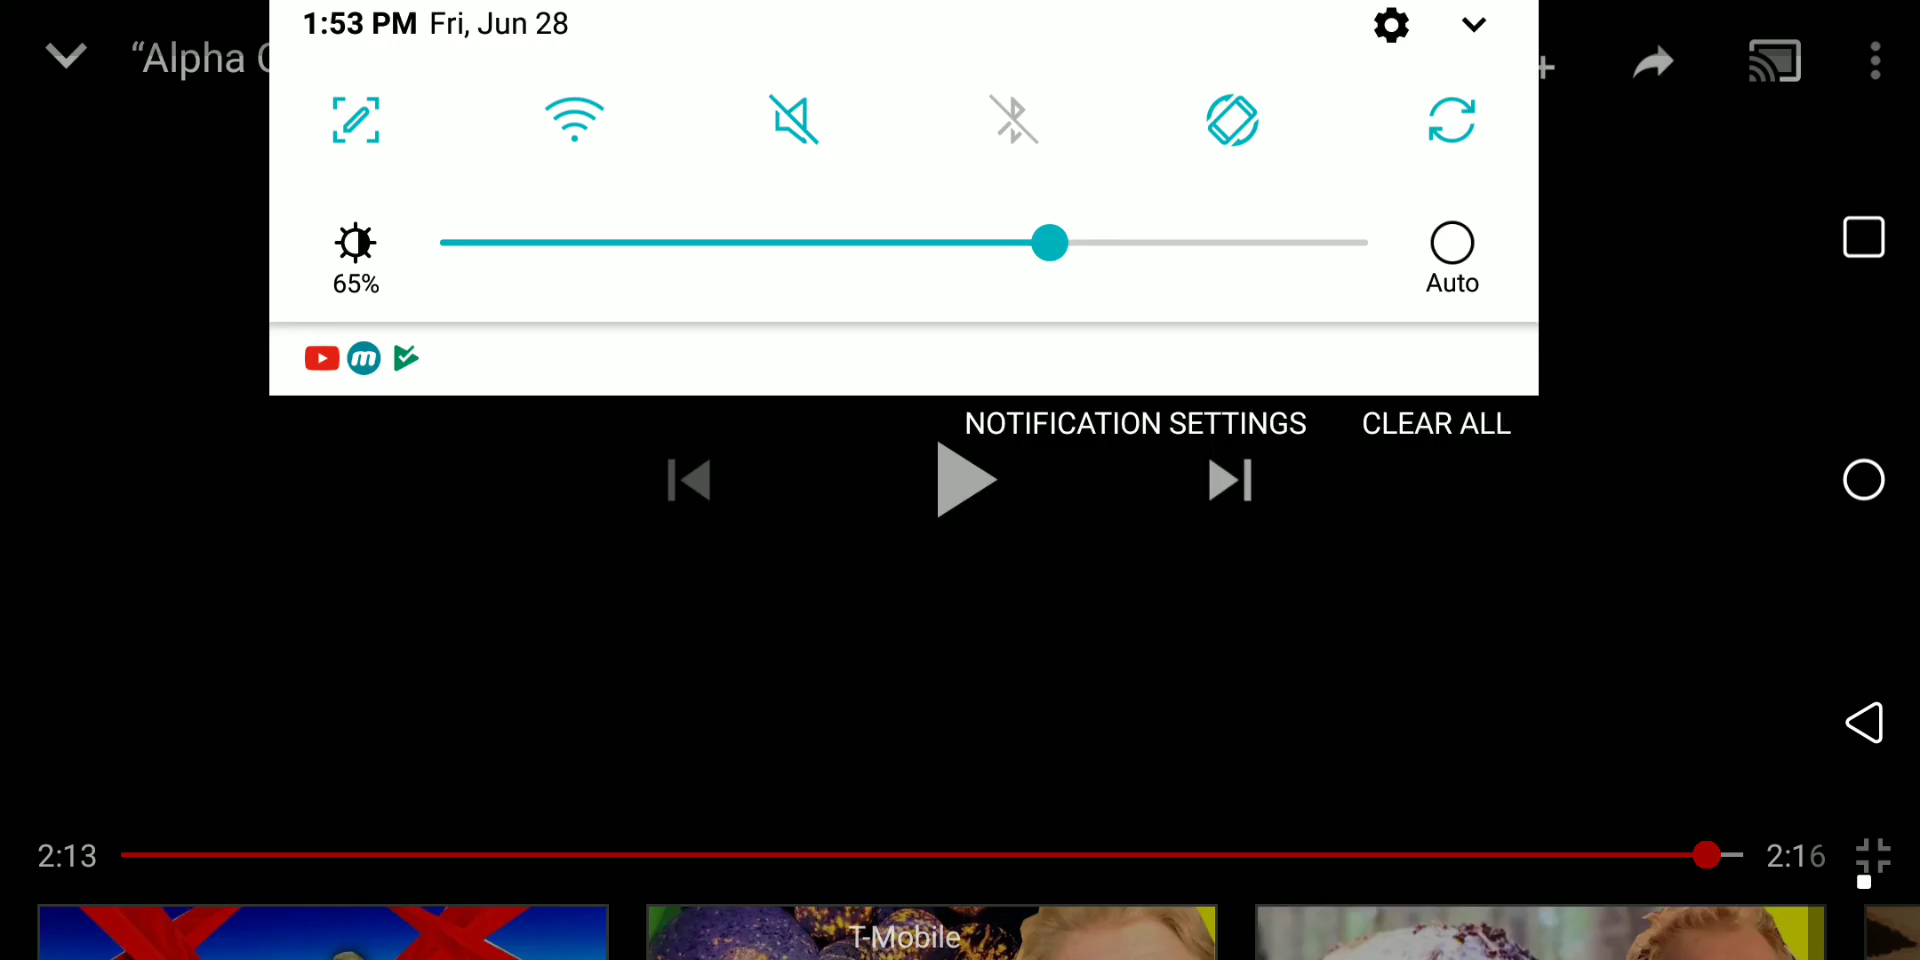 1:53 PM Fri, Jun 28
“Alpha
65%
Auto
NOTIFICATION SETTINGS CLEAR ALL
2:13 2:16
T-Mobile